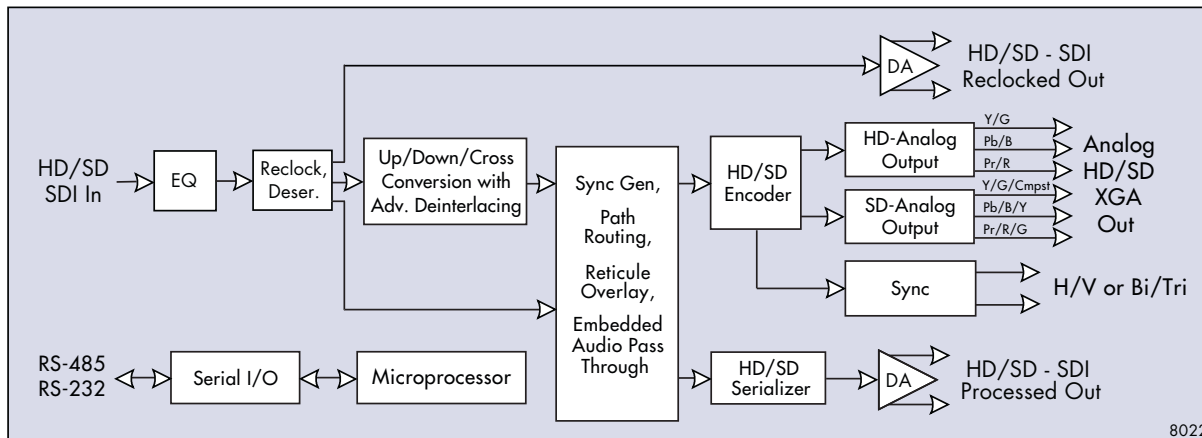 DA
HD/SD - SDI
Reclocked Out
HD/SD
SDI In
EQ
Reclock,
Deser.
Up/Down/Cross
Conversion with
Adv. Deinterlacing
Sync Gen,
Path
Routing,
Reticule
Overlay,
Embedded
Audio Pass
Through
HD/SD
Encoder
HD-Analog
Output
Y/G
Pb/B
Pr/R
SD-Analog
Output
Y/G/Cmpst
Pb/B/Y
Pr/R/G
Analog
HD/SD
XGA
Out
Sync
H/V or Bi/Tri
RS-485
RS-232
Serial I/O
Microprocessor
HD/SD
Serializer
DA
HD/SD - SDI
Processed Out
8022